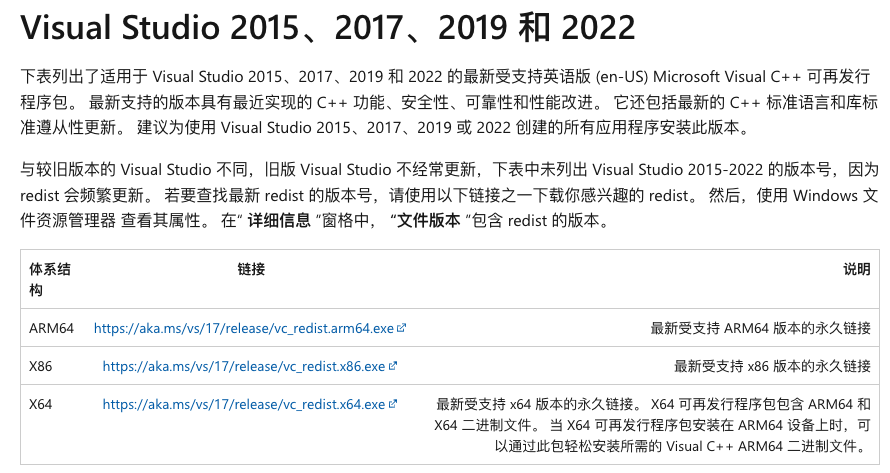 Visual Studio 2015、2017、2019 和 2022
下表列出了适用于 Visual Studio 2015、2017、2019 和 2022 的最新受支持英语版 (en-US) Microsoft Visual C++ 可再发行
程序包。 最新支持的版本具有最近实现的 C++ 功能、安全性、可靠性和性能改进。 它还包括最新的 C++ 标准语言和库标
准遵从性更新。 建议为使用 Visual Studio 2015、2017、2019 或 2022 创建的所有应用程序安装此版本。
与较旧版本的 Visual Studio 不同，旧版 Visual Studio 不经常更新，下表中未列出 Visual Studio 2015-2022 的版本号，因为
redist 会频繁更新。 若要查找最新 redist 的版本号，请使用以下链接之一下载你感兴趣的 redist。 然后，使用 Windows 文
件资源管理器 查看其属性。 在“ 详细信息 ”窗格中， “文件版本 ”包含 redist 的版本。
体系结 链接 说明
构
ARM64 https://aka.ms/vs/17/release/vc_redist.arm64.exe 最新受支持 ARM64 版本的永久链接
X86 https://aka.ms/vs/17/release/vc_redist.x86.exe 最新受支持 x86 版本的永久链接
X64 https://aka.ms/vs/17/release/vc_redist.x64.exe 最新受支持 x64 版本的永久链接。 X64 可再发行程序包包含 ARM64 和
X64 二进制文件。 当 X64 可再发行程序包安装在 ARM64 设备上时，可
以通过此包轻松安装所需的 Visual C++ ARM64 二进制文件。